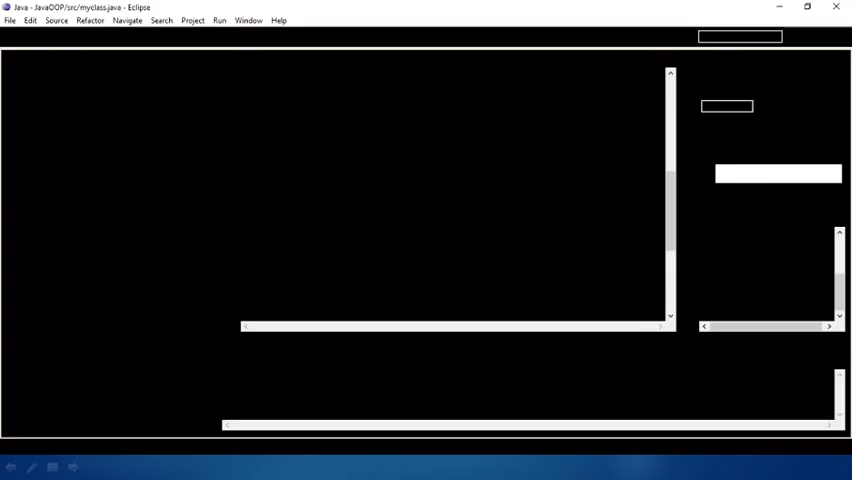 Java - JavaOOP/src/myclass.java - Eclipse
File Edit Source Refactor Navigate Search Project Run Window Help